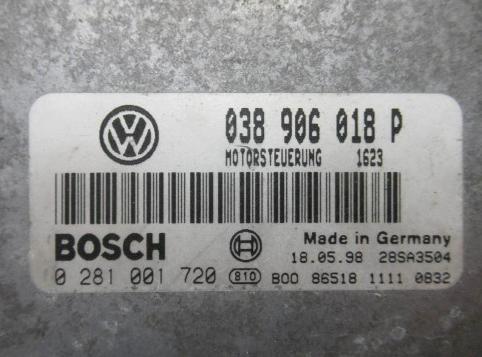 038 906 018 P
MOTORSTEUERUNG 1623
BOSCH
Made in Germany
18.05.98 28SA3504
0 281 001 720 810 B00 86518 1111 0832